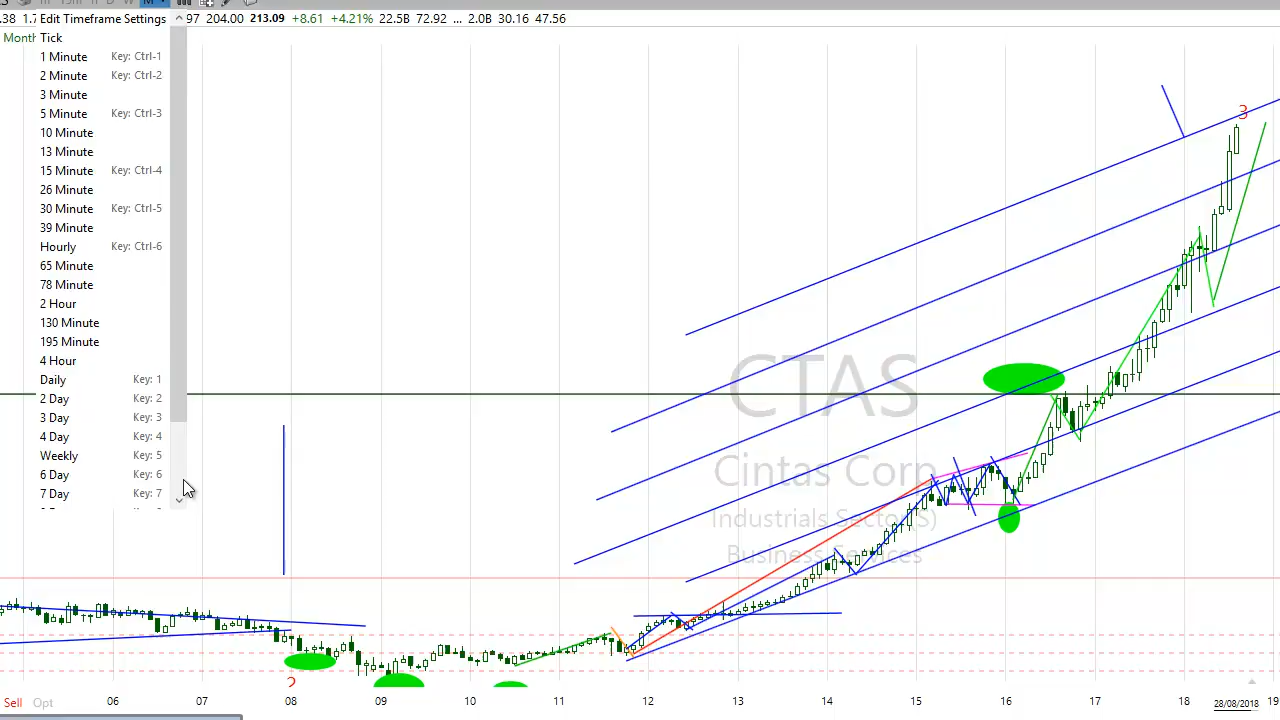 .38 1.7 97 204.00 213.09 +8.61 +4.21% 22.5B 72.92 ... 2.0B 30.16 47.56
Edit Timeframe Settings
Month
Tick
1 Minute Key: Ctrl-1
2 Minute Key: Ctrl-2
3 Minute
5 Minute Key: Ctrl-3
10 Minute
13 Minute
15 Minute Key: Ctrl-4
26 Minute
30 Minute Key: Ctrl-5
39 Minute
Hourly Key: Ctrl-6
65 Minute
78 Minute
2 Hour
130 Minute
195 Minute
4 Hour
Daily Key: 1
2 Day Key: 2
3 Day Key: 3
4 Day Key: 4
Weekly Key: 5
6 Day Key: 6
7 Day Key: 7
3
CTAS
Cintas Corp
Industrials Sector(S)
Business Services
2
Sell Opt 06 07 08 09 10 11 12 13 14 15 16 17 18 28/08/2018 19